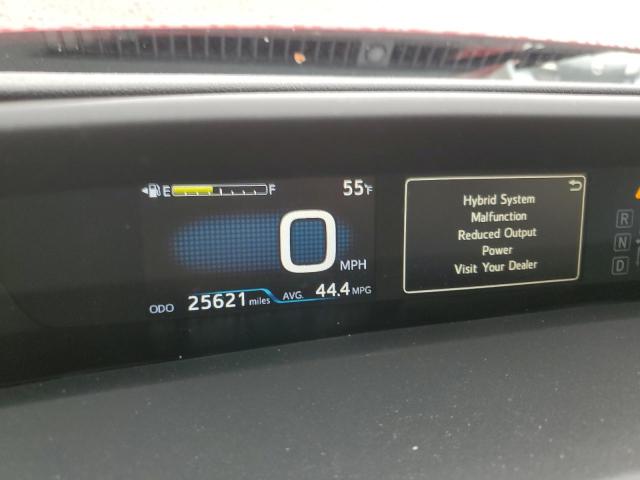 E F 55°F
0 MPH
ODO 25621 miles AVG. 44.4 MPG
Hybrid System
Malfunction
Reduced Output
Power
Visit Your Dealer
R
N
D